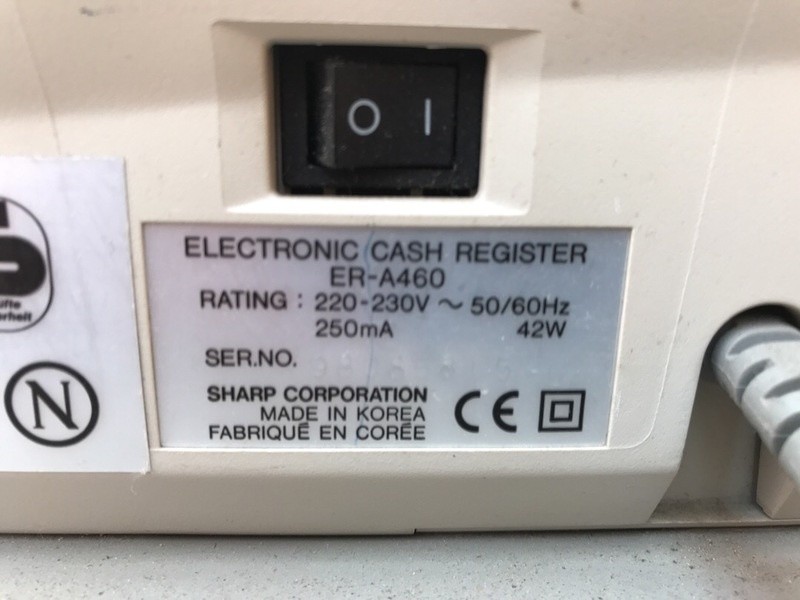 O I
ELECTRONIC CASH REGISTER
ER-A460
RATING : 220-230V ~ 50/60Hz
250mA 42W
SER.NO.
SHARP CORPORATION
MADE IN KOREA
FABRIQUÉ EN CORÉE
CE
N